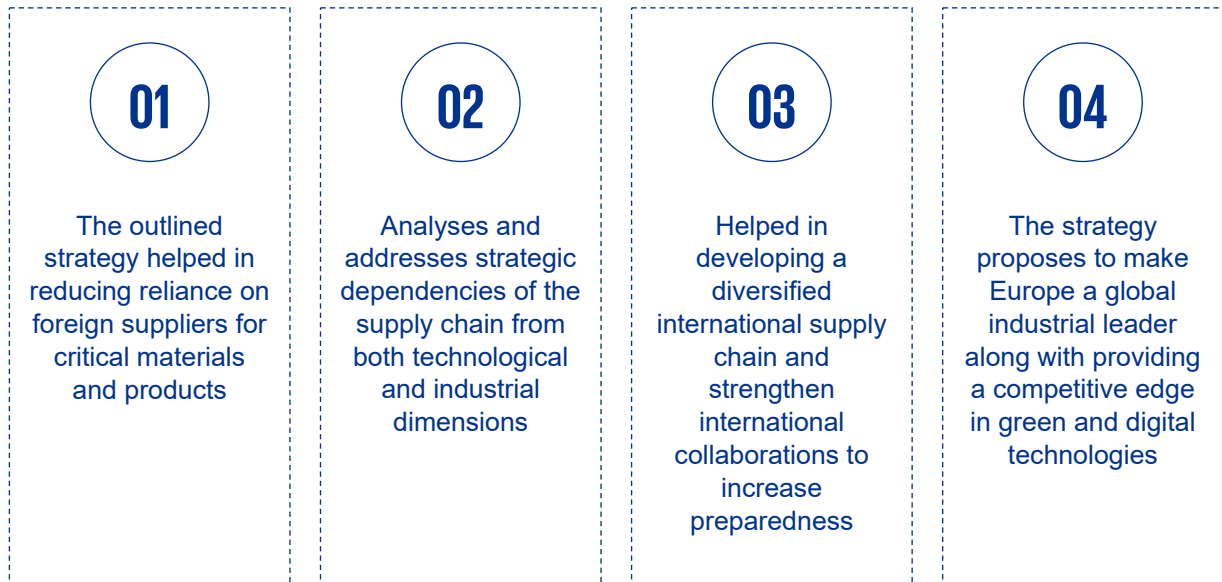 01
The outlined
strategy helped in
reducing reliance on
foreign suppliers for
critical materials
and products
02
Analyses and
addresses strategic
dependencies of the
supply chain from
both technological
and industrial
dimensions
03
Helped in
developing a
diversified
international supply
chain and
strengthen
international
collaborations to
increase
preparedness
04
The strategy
proposes to make
Europe a global
industrial leader
along with providing
a competitive edge
in green and digital
technologies